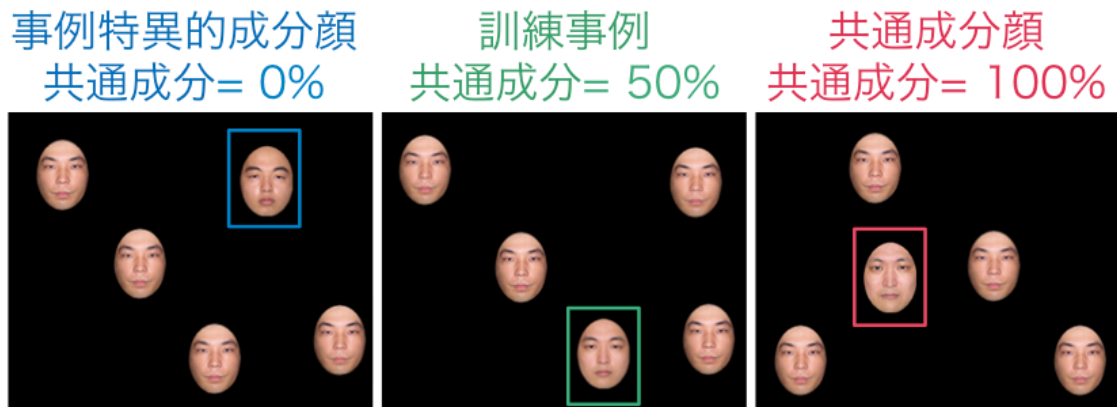 事例特異的成分顔
共通成分= 0%
訓練事例
共通成分= 50%
共通成分顔
共通成分= 100%